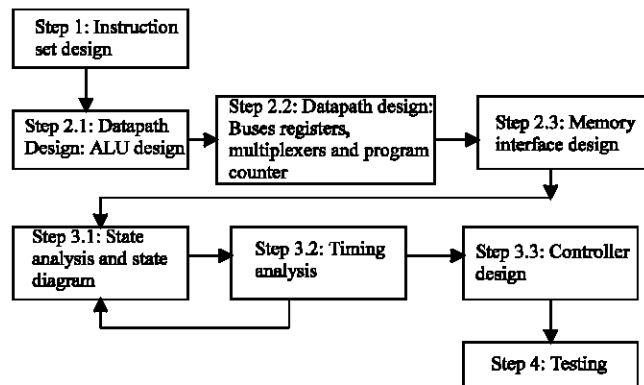 Step 1: Instruction
set design
Step 2.1: Datapath
Design: ALU design
Step 2.2: Datapath design:
Buses registers,
multiplexers and program
counter
Step 2.3: Memory
interface design
Step 3.1: State
analysis and state
diagram
Step 3.2: Timing
analysis
Step 3.3: Controller
design
Step 4: Testing